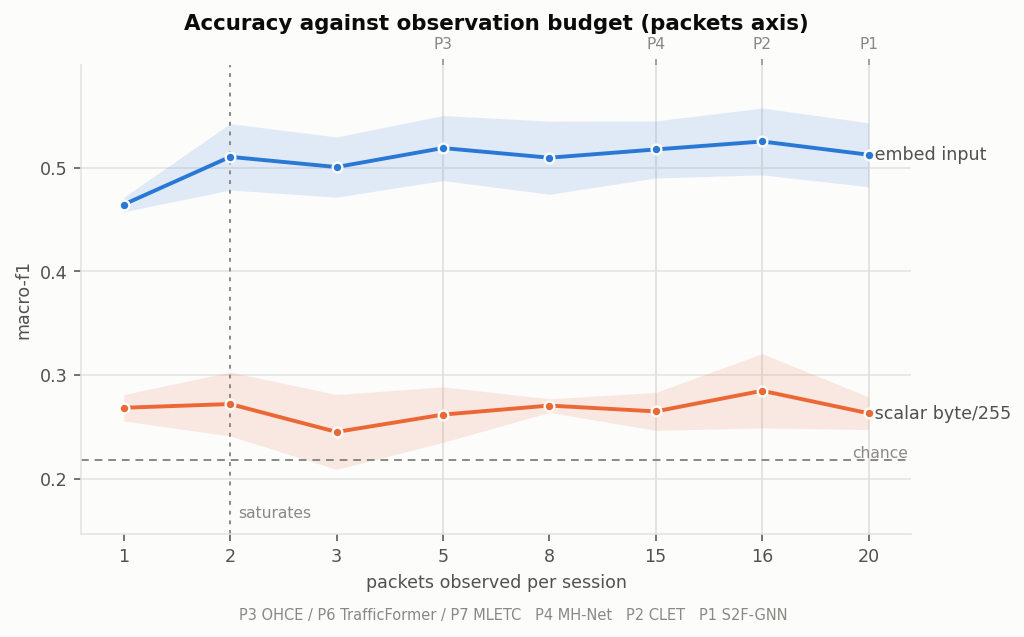 Accuracy against observation budget (packets axis)
P3 P4 P2 P1
macro-f1
0.5
0.4
0.3
0.2
embed input
scalar byte/255
chance
saturates
1 2 3 5 8 15 16 20
packets observed per session
P3 OHCE / P6 TrafficFormer / P7 MLETC P4 MH-Net P2 CLET P1 S2F-GNN